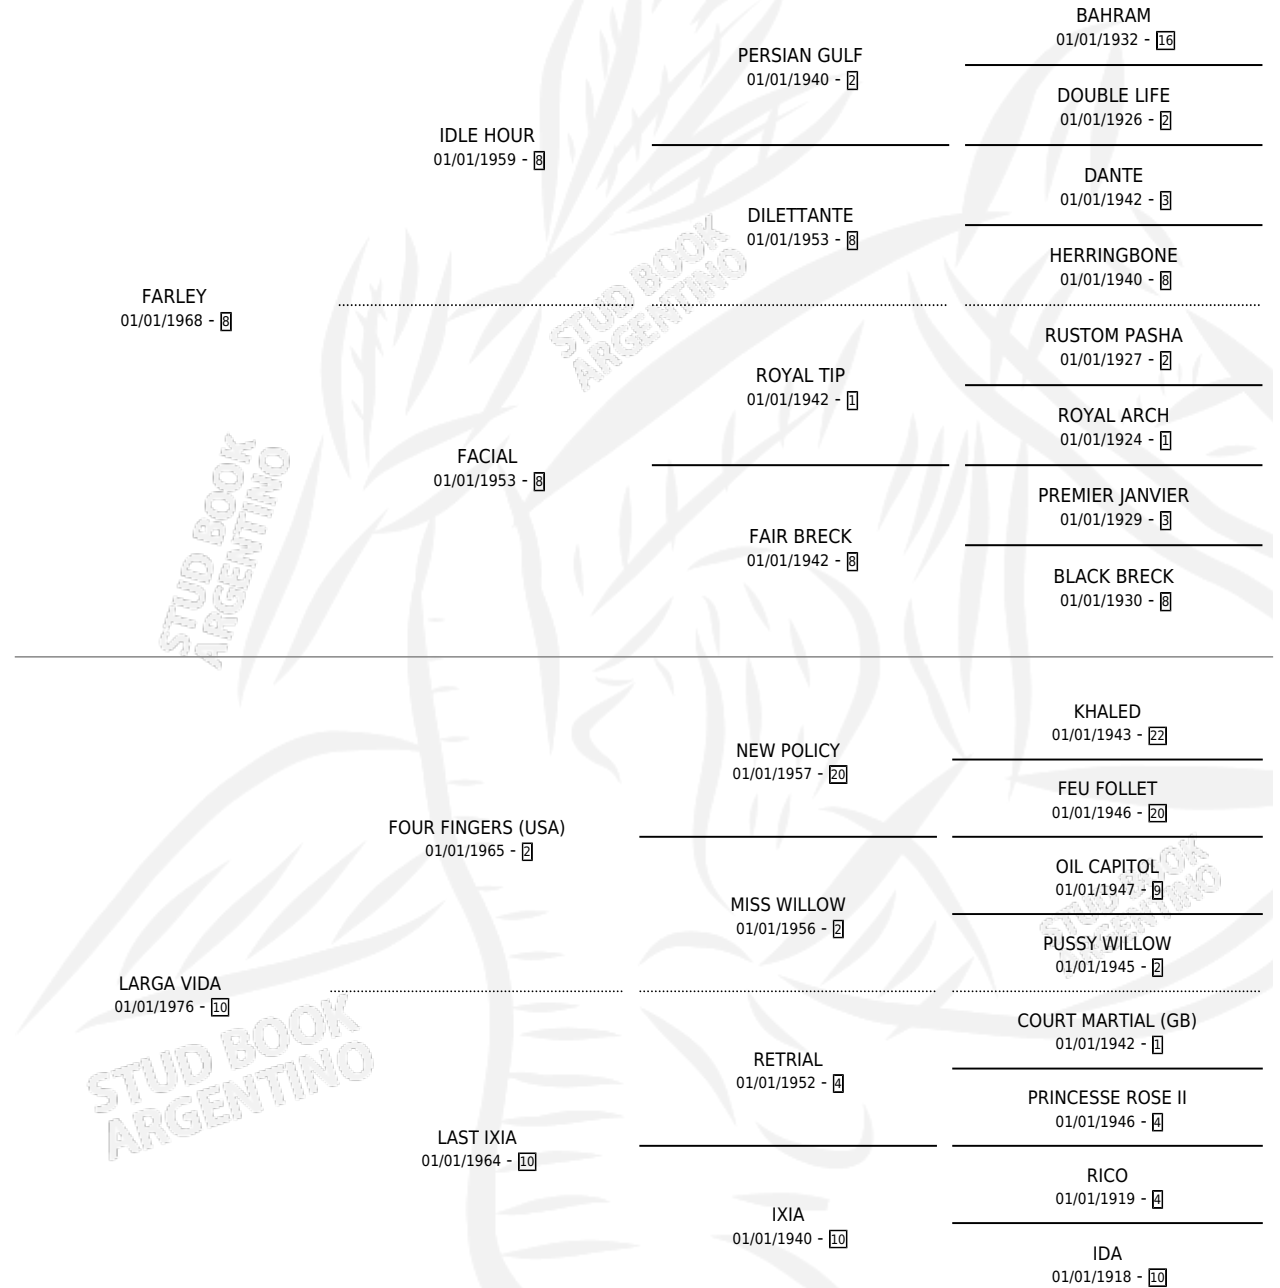 BAHRAM
01/01/1932 - 16
PERSIAN GULF
01/01/1940 - 2
DOUBLE LIFE
01/01/1926 - 2
IDLE HOUR
01/01/1959 - 8
DANTE
01/01/1942 - 3
DILETTANTE
01/01/1953 - 8
HERRINGBONE
01/01/1940 - 8
FARLEY
01/01/1968 - 8
RUSTOM PASHA
01/01/1927 - 2
ROYAL TIP
01/01/1942 - 1
ROYAL ARCH
01/01/1924 - 1
FACIAL
01/01/1953 - 8
PREMIER JANVIER
01/01/1929 - 3
FAIR BRECK
01/01/1942 - 8
BLACK BRECK
01/01/1930 - 8
KHALED
01/01/1943 - 22
NEW POLICY
01/01/1957 - 20
FEU FOLLET
01/01/1946 - 20
FOUR FINGERS (USA)
01/01/1965 - 2
OIL CAPITOL
01/01/1947 - 9
MISS WILLOW
01/01/1956 - 2
PUSSY WILLOW
01/01/1945 - 2
LARGA VIDA
01/01/1976 - 10
COURT MARTIAL (GB)
01/01/1942 - 1
RETRIAL
01/01/1952 - 4
PRINCESSE ROSE II
01/01/1946 - 4
LAST IXIA
01/01/1964 - 10
RICO
01/01/1919 - 4
IXIA
01/01/1940 - 10
IDA
01/01/1918 - 10
STUD BOOK
ARGENTINO
STUD BOOK
ARGENTINO
STUD BOOK
ARGENTINO
STUD BOOK
ARGENTINO